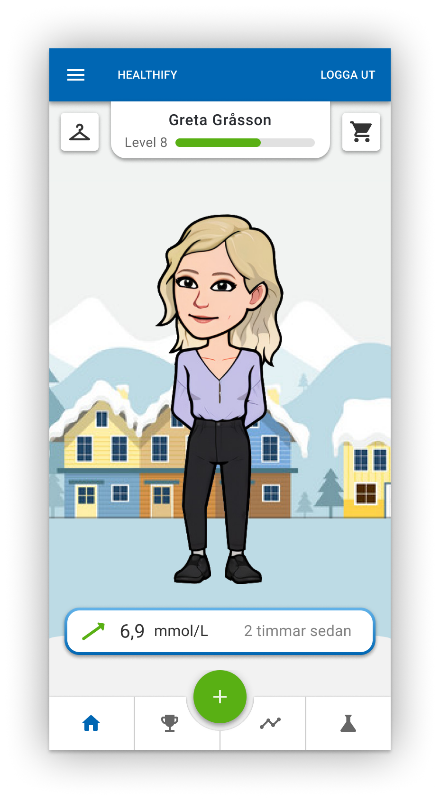 HEALTHIFY
LOGGA UT
Greta Gråsson
Level 8
6,9 mmol/L 2 timmar sedan